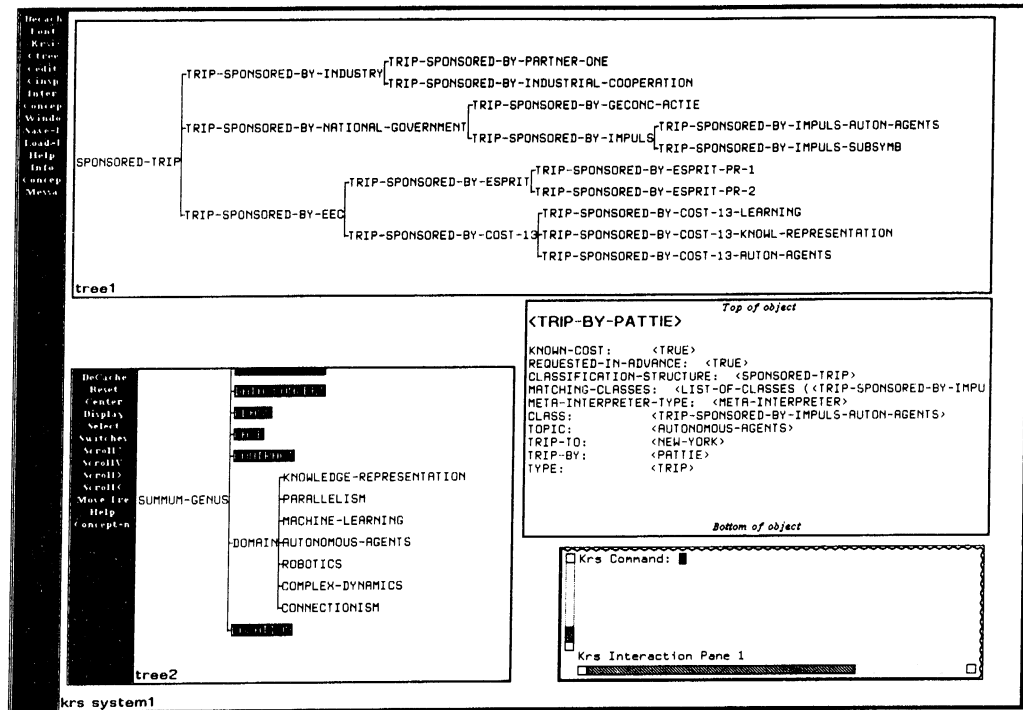 Decach
Font
Ctree
Cedit
Cinsp
Inter
Concep
Windo
Save-l
Load-l
Help
Info
Concep
Messa
TRIP-SPONSORED-BY-PARTNER-ONE
TRIP-SPONSORED-BY-INDUSTRY
TRIP-SPONSORED-BY-INDUSTRIAL-COOPERATION
TRIP-SPONSORED-BY-GECONC-ACTIE
TRIP-SPONSORED-BY-NATIONAL-GOVERNMENT
TRIP-SPONSORED-BY-IMPULS-AUTON-AGENTS
TRIP-SPONSORED-BY-IMPULS
TRIP-SPONSORED-BY-IMPULS-SUBSYMB
SPONSORED-TRIP
TRIP-SPONSORED-BY-ESPRIT-PR-1
TRIP-SPONSORED-BY-ESPRIT
TRIP-SPONSORED-BY-ESPRIT-PR-2
TRIP-SPONSORED-BY-EEC
TRIP-SPONSORED-BY-COST-13-LEARNING
TRIP-SPONSORED-BY-COST-13
TRIP-SPONSORED-BY-COST-13-KNOWL-REPRESENTATION
TRIP-SPONSORED-BY-COST-13-AUTON-AGENTS
tree1
Top of object
<TRIP-BY-PATTIE>
KNOWN-COST: <TRUE>
REQUESTED-IN-ADVANCE: <TRUE>
CLASSIFICATION-STRUCTURE: <SPONSORED-TRIP>
MATCHING-CLASSES: <LIST-OF-CLASSES (<TRIP-SPONSORED-BY-IMPU
META-INTERPRETER-TYPE: <META-INTERPRETER>
CLASS: <TRIP-SPONSORED-BY-IMPULS-AUTON-AGENTS>
TOPIC: <AUTONOMOUS-AGENTS>
TRIP-TO: <NEW-YORK>
TRIP-BY: <PATTIE>
TYPE: <TRIP>
Bottom of object
DeCache
Reset
Center
Display
Select
Switches
Scroll^
ScrollV
Scroll>
Scroll<
Move Tre
Help
Concept-n
SUMMUM-GENUS
DOMAIN
KNOWLEDGE-REPRESENTATION
PARALLELISM
MACHINE-LEARNING
AUTONOMOUS-AGENTS
ROBOTICS
COMPLEX-DYNAMICS
CONNECTIONISM
tree2
Krs Command:
Krs Interaction Pane 1
krs system1